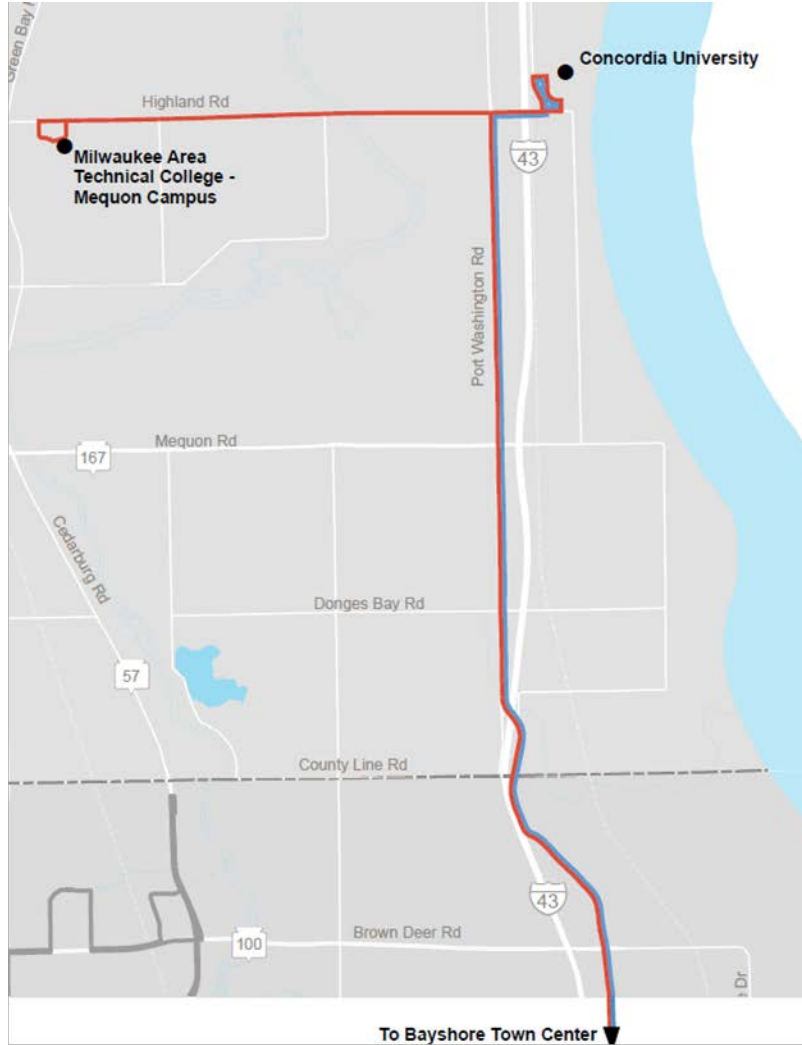 Green Bay
Concordia University
Highland Rd
43
Milwaukee Area
Technical College -
Mequon Campus
Port Washington Rd
Mequon Rd
167
Cedarburg Rd
Donges Bay Rd
57
County Line Rd
43
Brown Deer Rd
100
Dr
To Bayshore Town Center